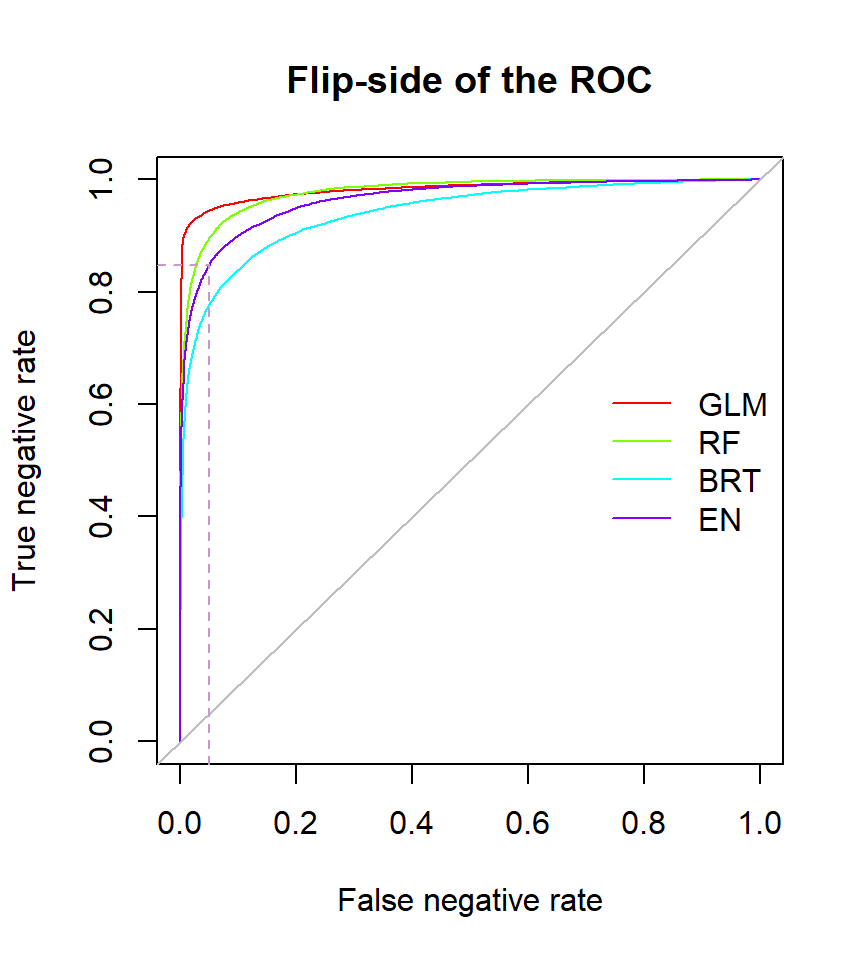 Flip-side of the ROC
True negative rate
1.0
0.8
0.6
0.4
0.2
0.0
GLM
RF
BRT
EN
0.0 0.2 0.4 0.6 0.8 1.0
False negative rate